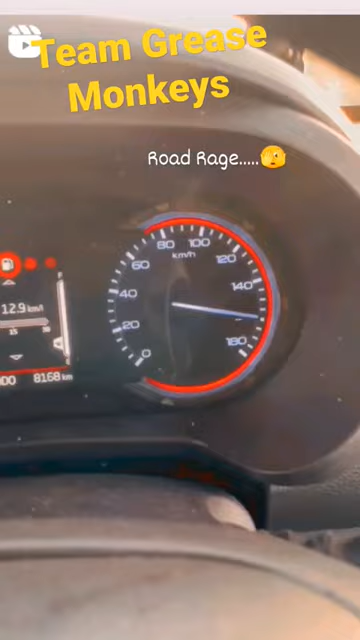 Team Grease
Monkeys
Road Rage.....🫣
80 100
km/h
60 120
40 140
20 180
0
F
12.9 km/l
8168 km